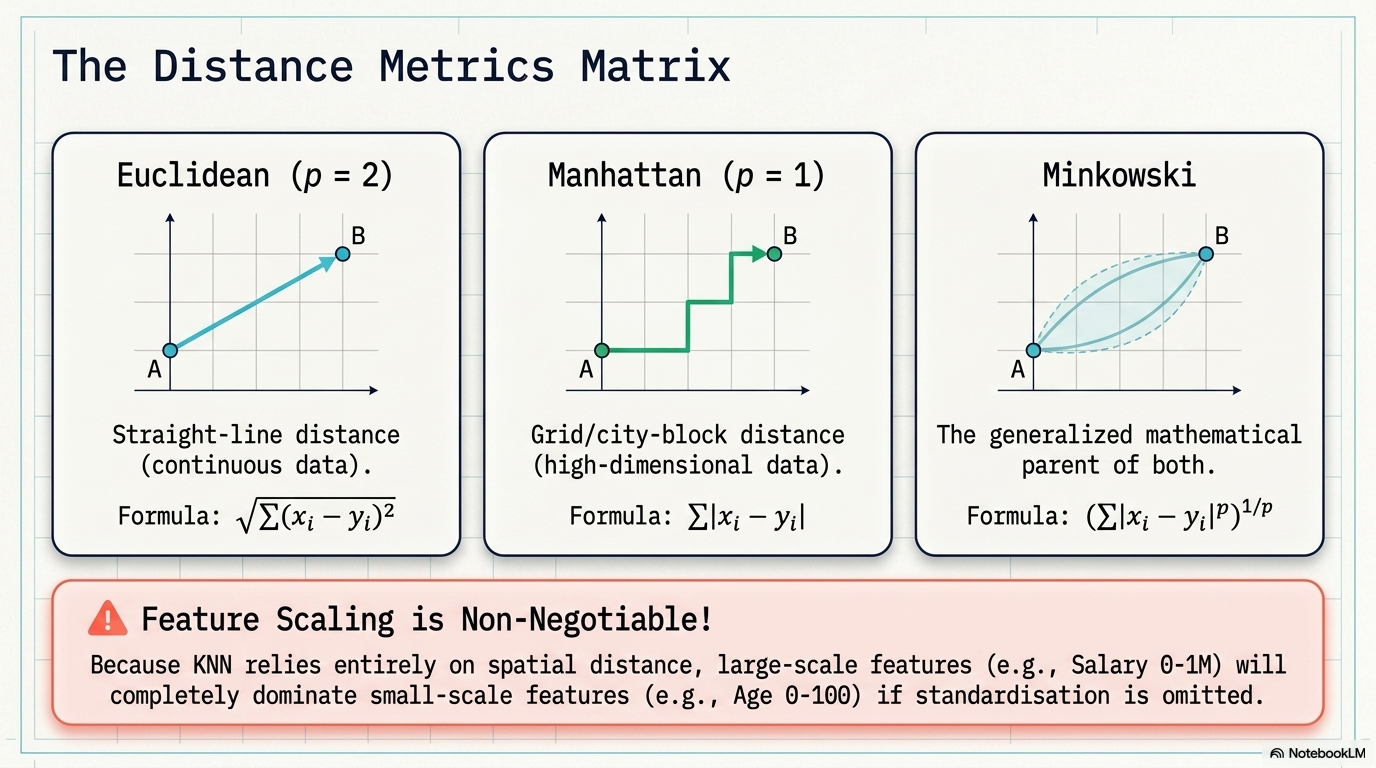 The Distance Metrics Matrix
Euclidean (p = 2)
B
A
Straight-line distance
(continuous data).
Formula: √∑(xᵢ − yᵢ)²
Manhattan (p = 1)
B
A
Grid/city-block distance
(high-dimensional data).
Formula: ∑|xᵢ − yᵢ|
Minkowski
B
A
The generalized mathematical
parent of both.
Formula: (∑|xᵢ − yᵢ|ᵖ)¹/ᵖ
Feature Scaling is Non-Negotiable!
Because KNN relies entirely on spatial distance, large-scale features (e.g., Salary 0-1M) will
completely dominate small-scale features (e.g., Age 0-100) if standardisation is omitted.
NotebookLM